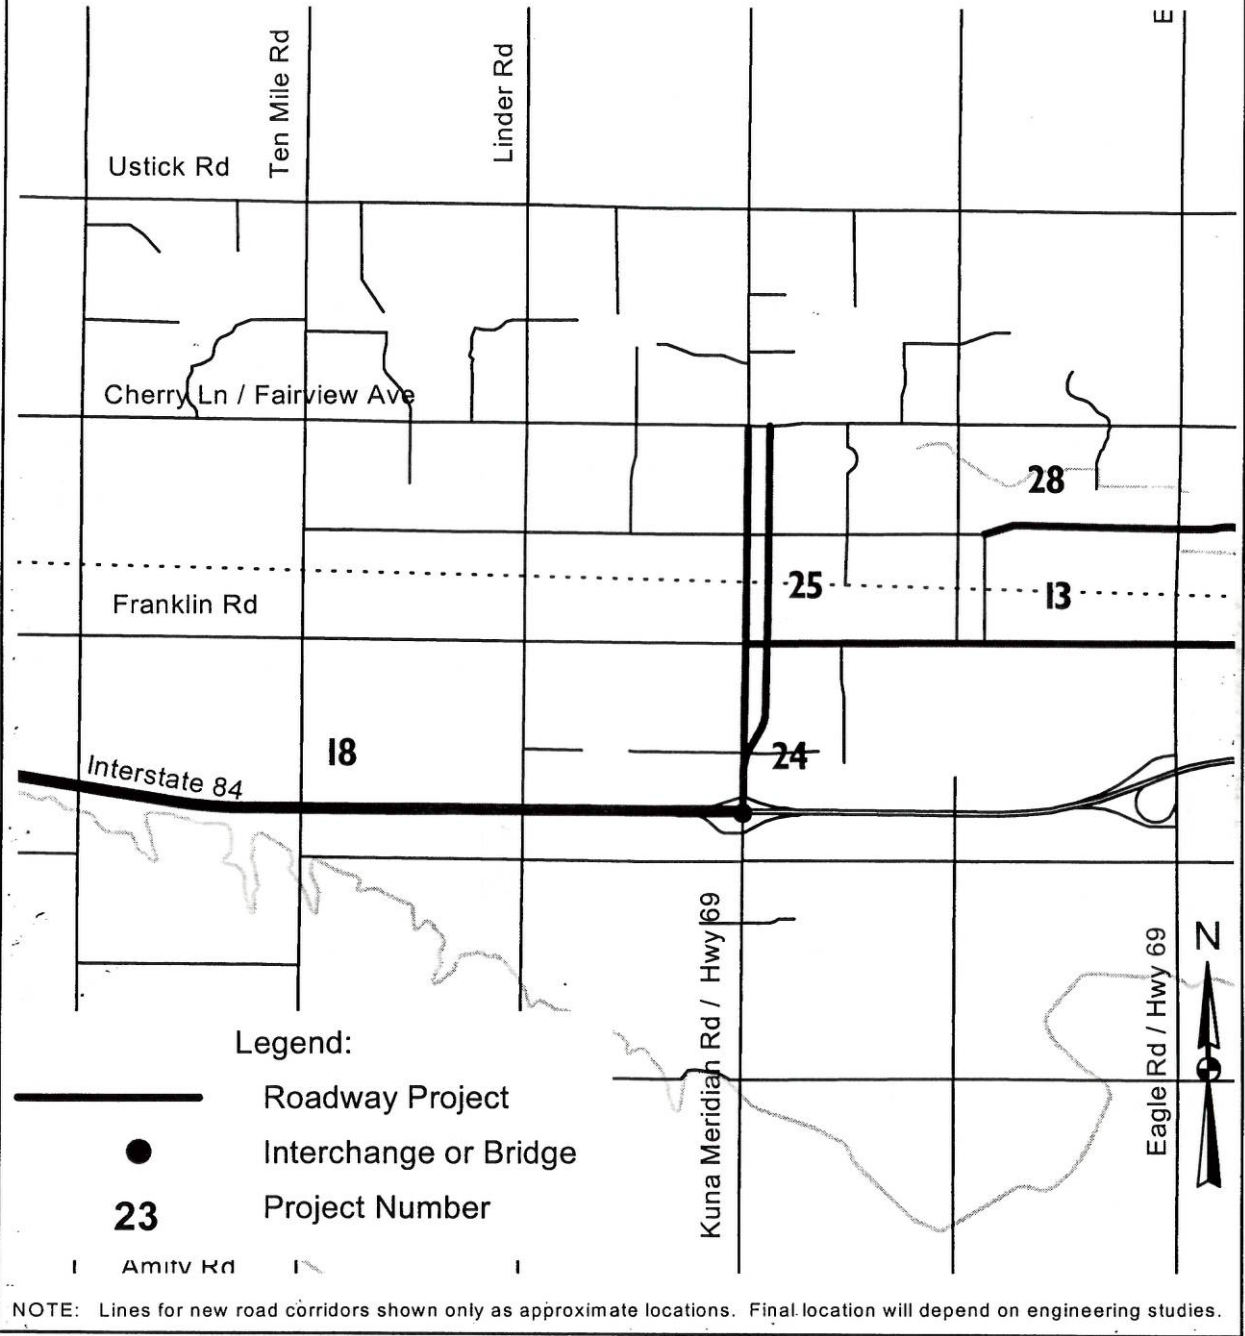 E
Ten Mile Rd
Linder Rd
Ustick Rd
Cherry Ln / Fairview Ave
28
25
13
Franklin Rd
18
24
Interstate 84
Kuna Meridian Rd / Hwy 69
Eagle Rd / Hwy 69
N
Legend:
Roadway Project
Interchange or Bridge
23 Project Number
Amity Rd
NOTE: Lines for new road corridors shown only as approximate locations. Final location will depend on engineering studies.